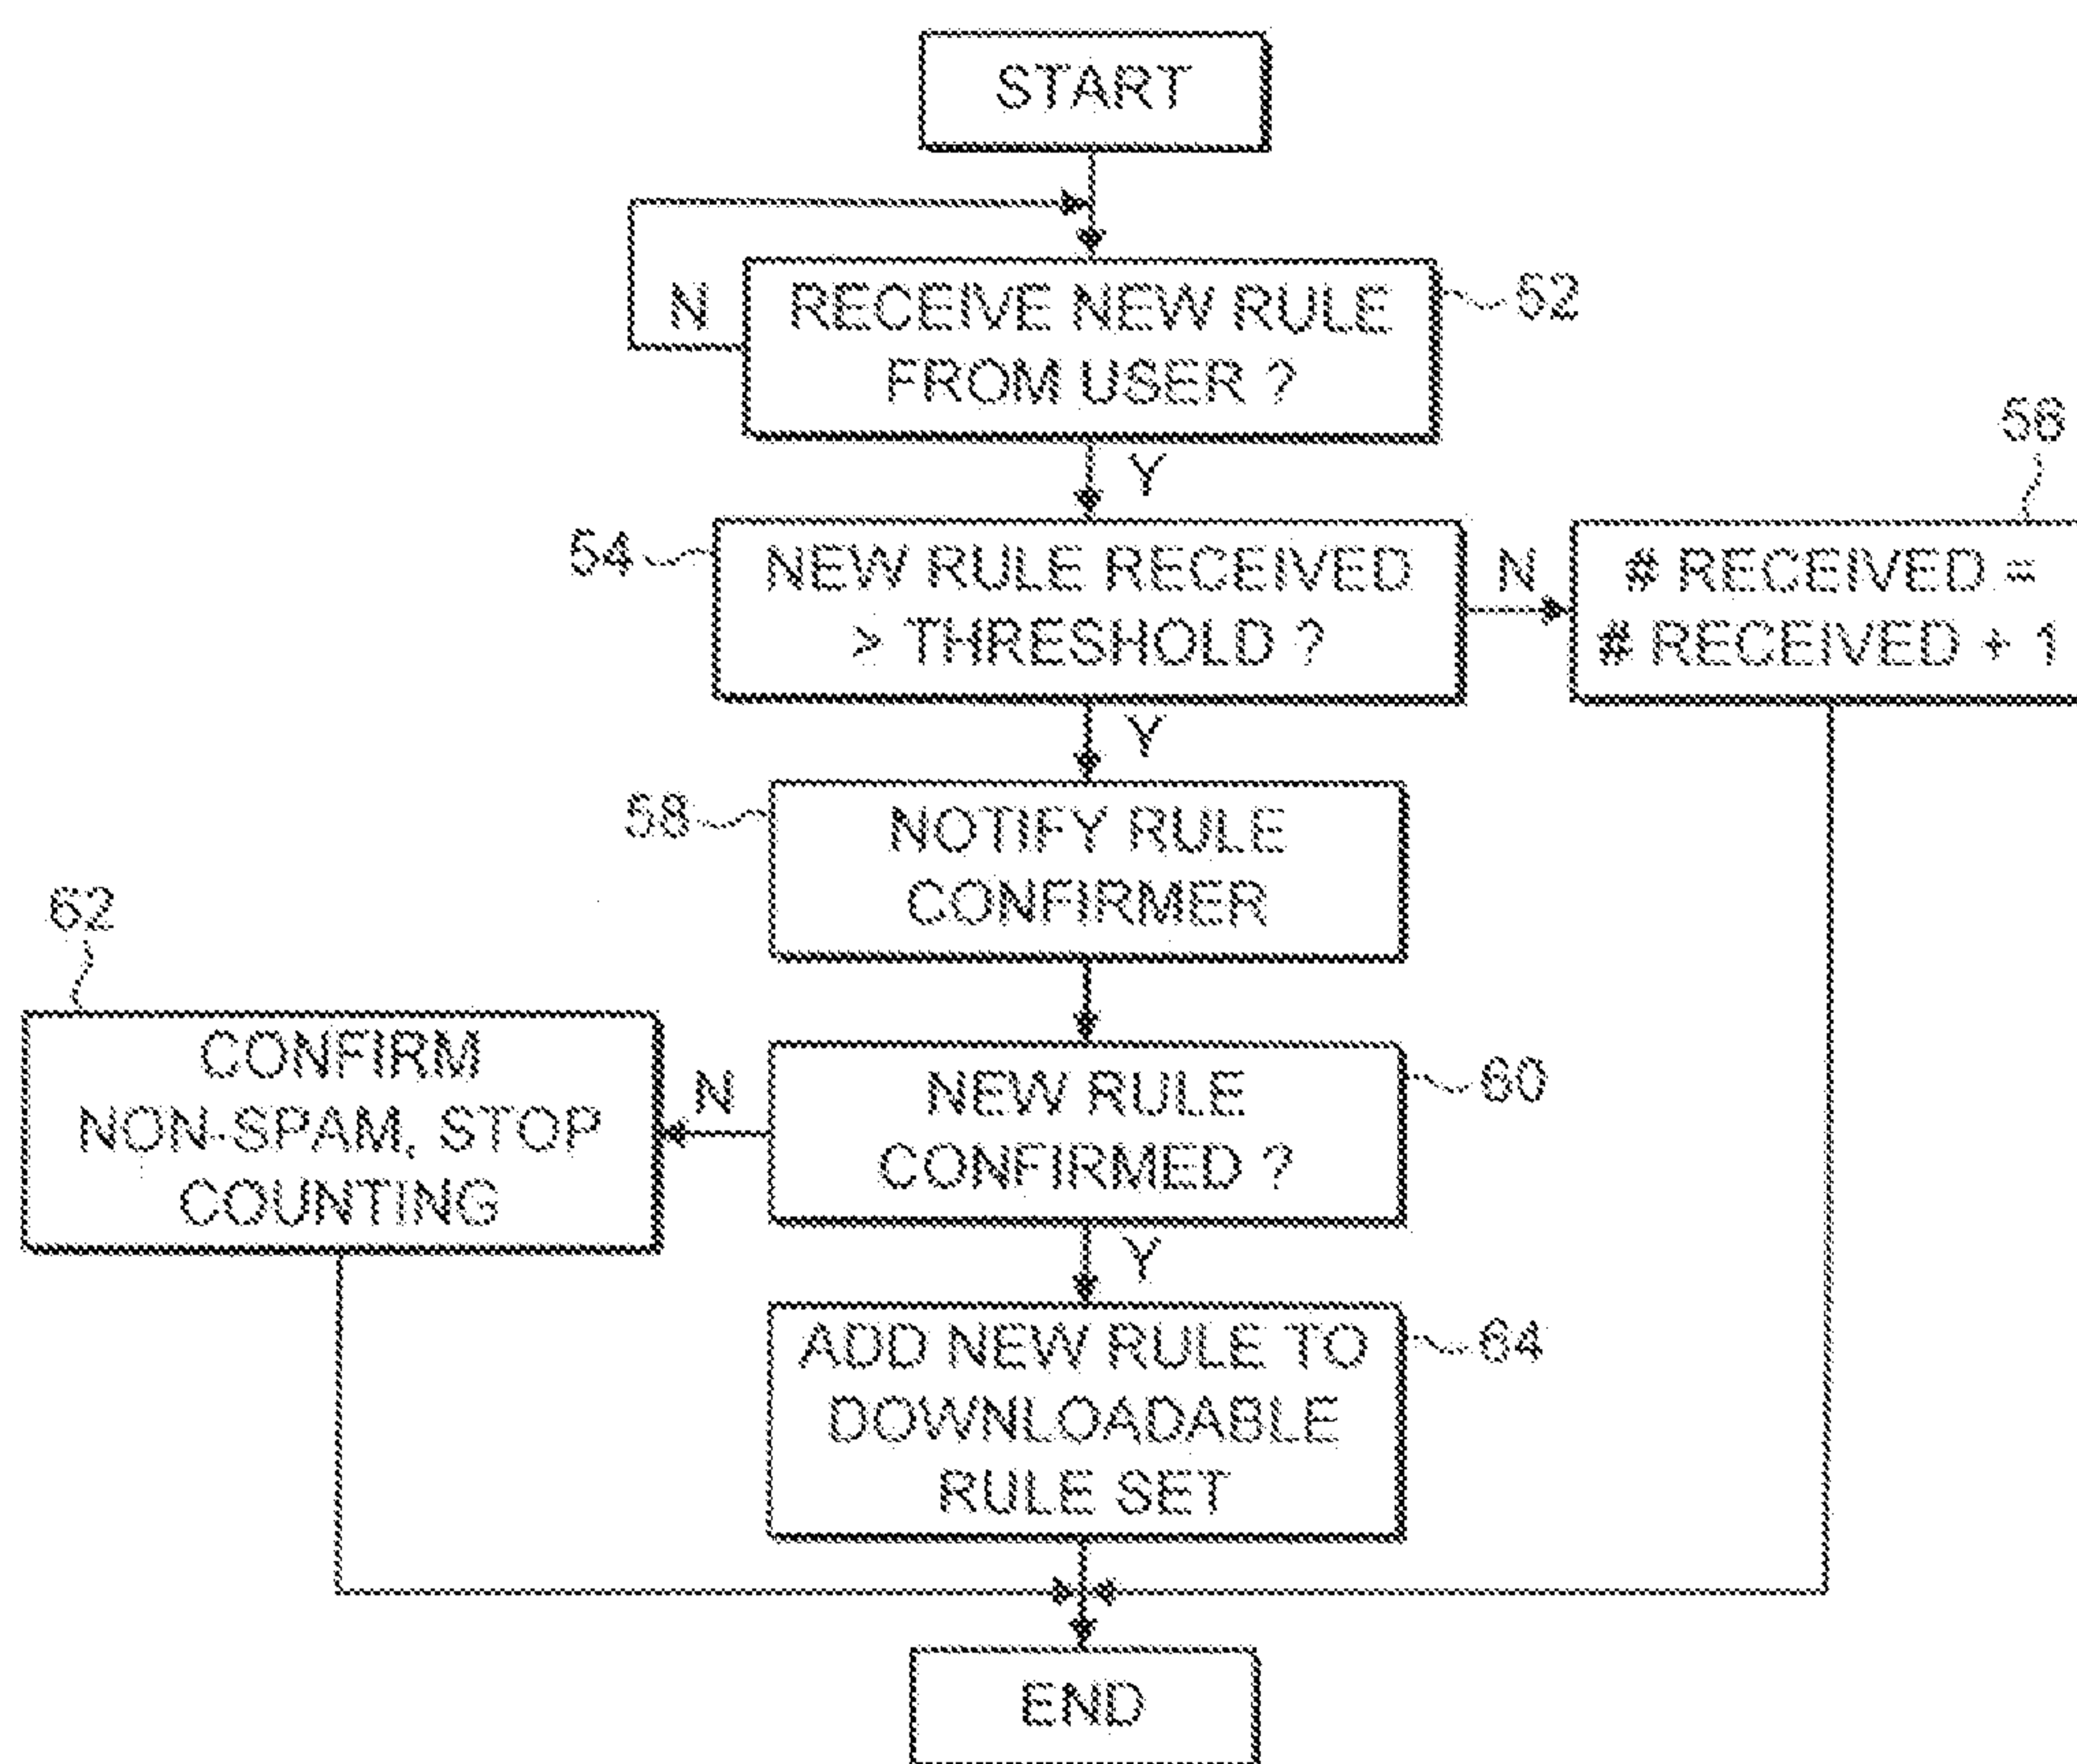 START
N
RECEIVE NEW RULE
FROM USER ?
52
Y
56
54
NEW RULE RECEIVED
> THRESHOLD ?
N
# RECEIVED =
# RECEIVED + 1
Y
58
NOTIFY RULE
CONFIRMER
62
CONFIRM
NON-SPAM, STOP
COUNTING
N
NEW RULE
CONFIRMED ?
60
Y
ADD NEW RULE TO
DOWNLOADABLE
RULE SET
64
END